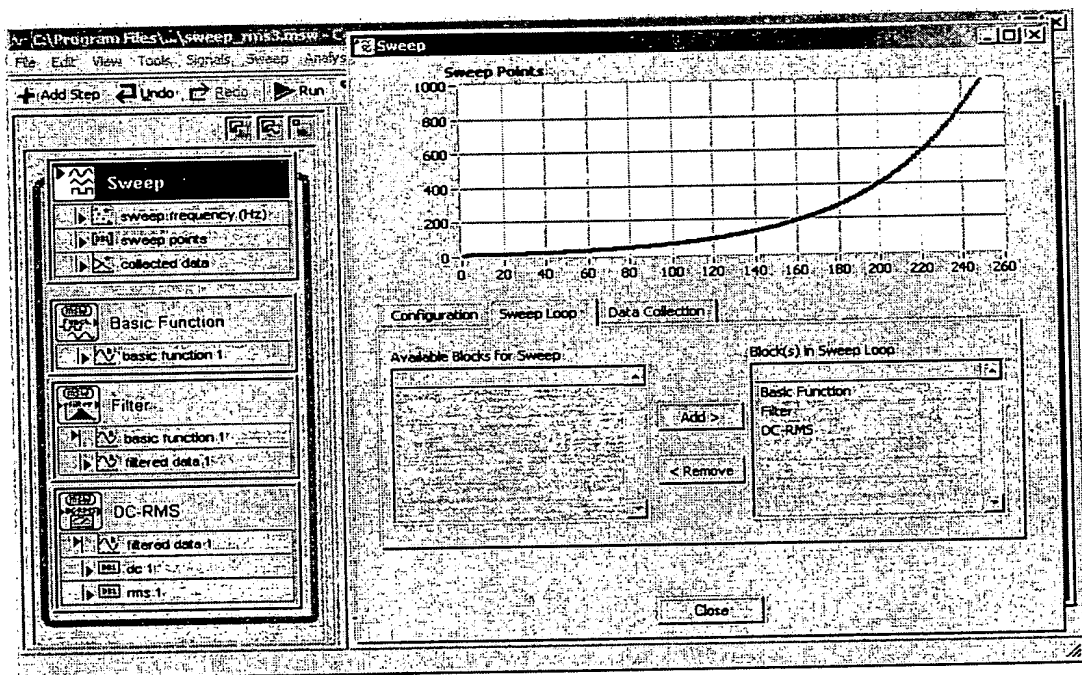 C:\Program Files\...\sweep_rms3.msw - C
File Edit View Tools Signals Sweep Analys
Add Step Undo Redo Run
Sweep
sweep frequency (Hz)
sweep points
collected data
Basic Function
basic function 1
Filter
basic function 1
filtered data 1
DC-RMS
filtered data 1
dc 1
rms 1
Sweep
Sweep Points
1000
800
600
400
200
0
0 20 40 60 80 100 120 140 160 180 200 220 240 260
Configuration Sweep Loop Data Collection
Available Blocks for Sweep
Add >
< Remove
Block(s) in Sweep Loop
Basic Function
Filter
DC-RMS
Close